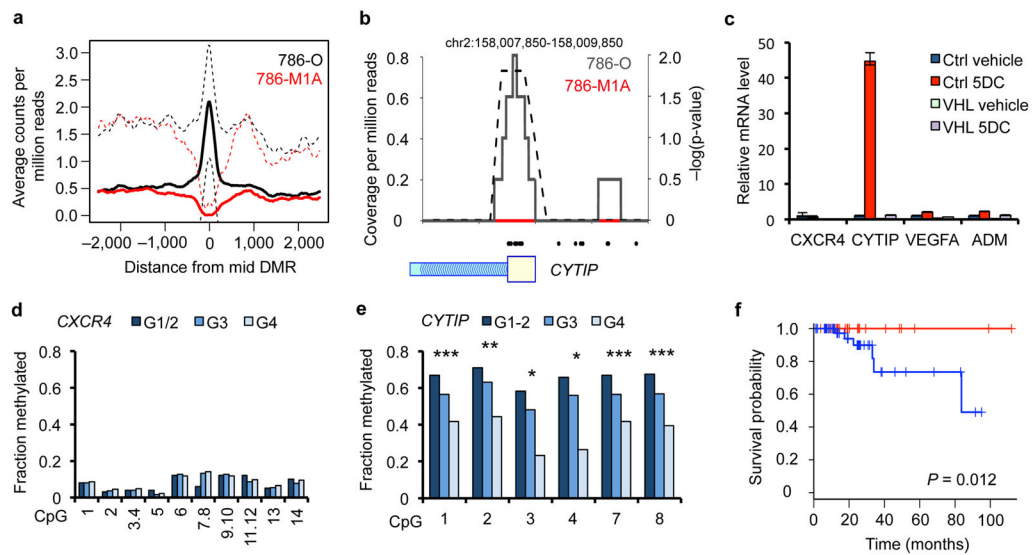 a
Average counts per
million reads
3.0
2.5
2.0
1.5
1.0
0.5
0.0
786-O
786-M1A
−2,000
0
1,000
2,000
Distance from mid DMR
b
chr2:158,007,850-158,009,850
Coverage per million reads
0.8
0.6
0.4
0.2
0
786-O
786-M1A
2.0
1.5
1.0
0.5
0
−log(p-value)
CYTIP
c
Relative mRNA level
50
40
30
20
10
0
Ctrl vehicle
Ctrl 5DC
VHL vehicle
VHL 5DC
CXCR4 CYTIP VEGFA ADM
d
CXCR4 G1/2 G3 G4
Fraction methylated
0.8
0.6
0.4
0.2
0.0
CpG 1 2 3.4 5 6 7.8 9.10 11.12 13 14
e
CYTIP G1-2 G3 G4
Fraction methylated
0.8
0.6
0.4
0.2
0.0
*** ** * * *** ***
CpG 1 2 3 4 7 8
f
Survival probability
1.0
0.8
0.6
0.4
0.2
0
P = 0.012
0 20 40 60 80 100
Time (months)